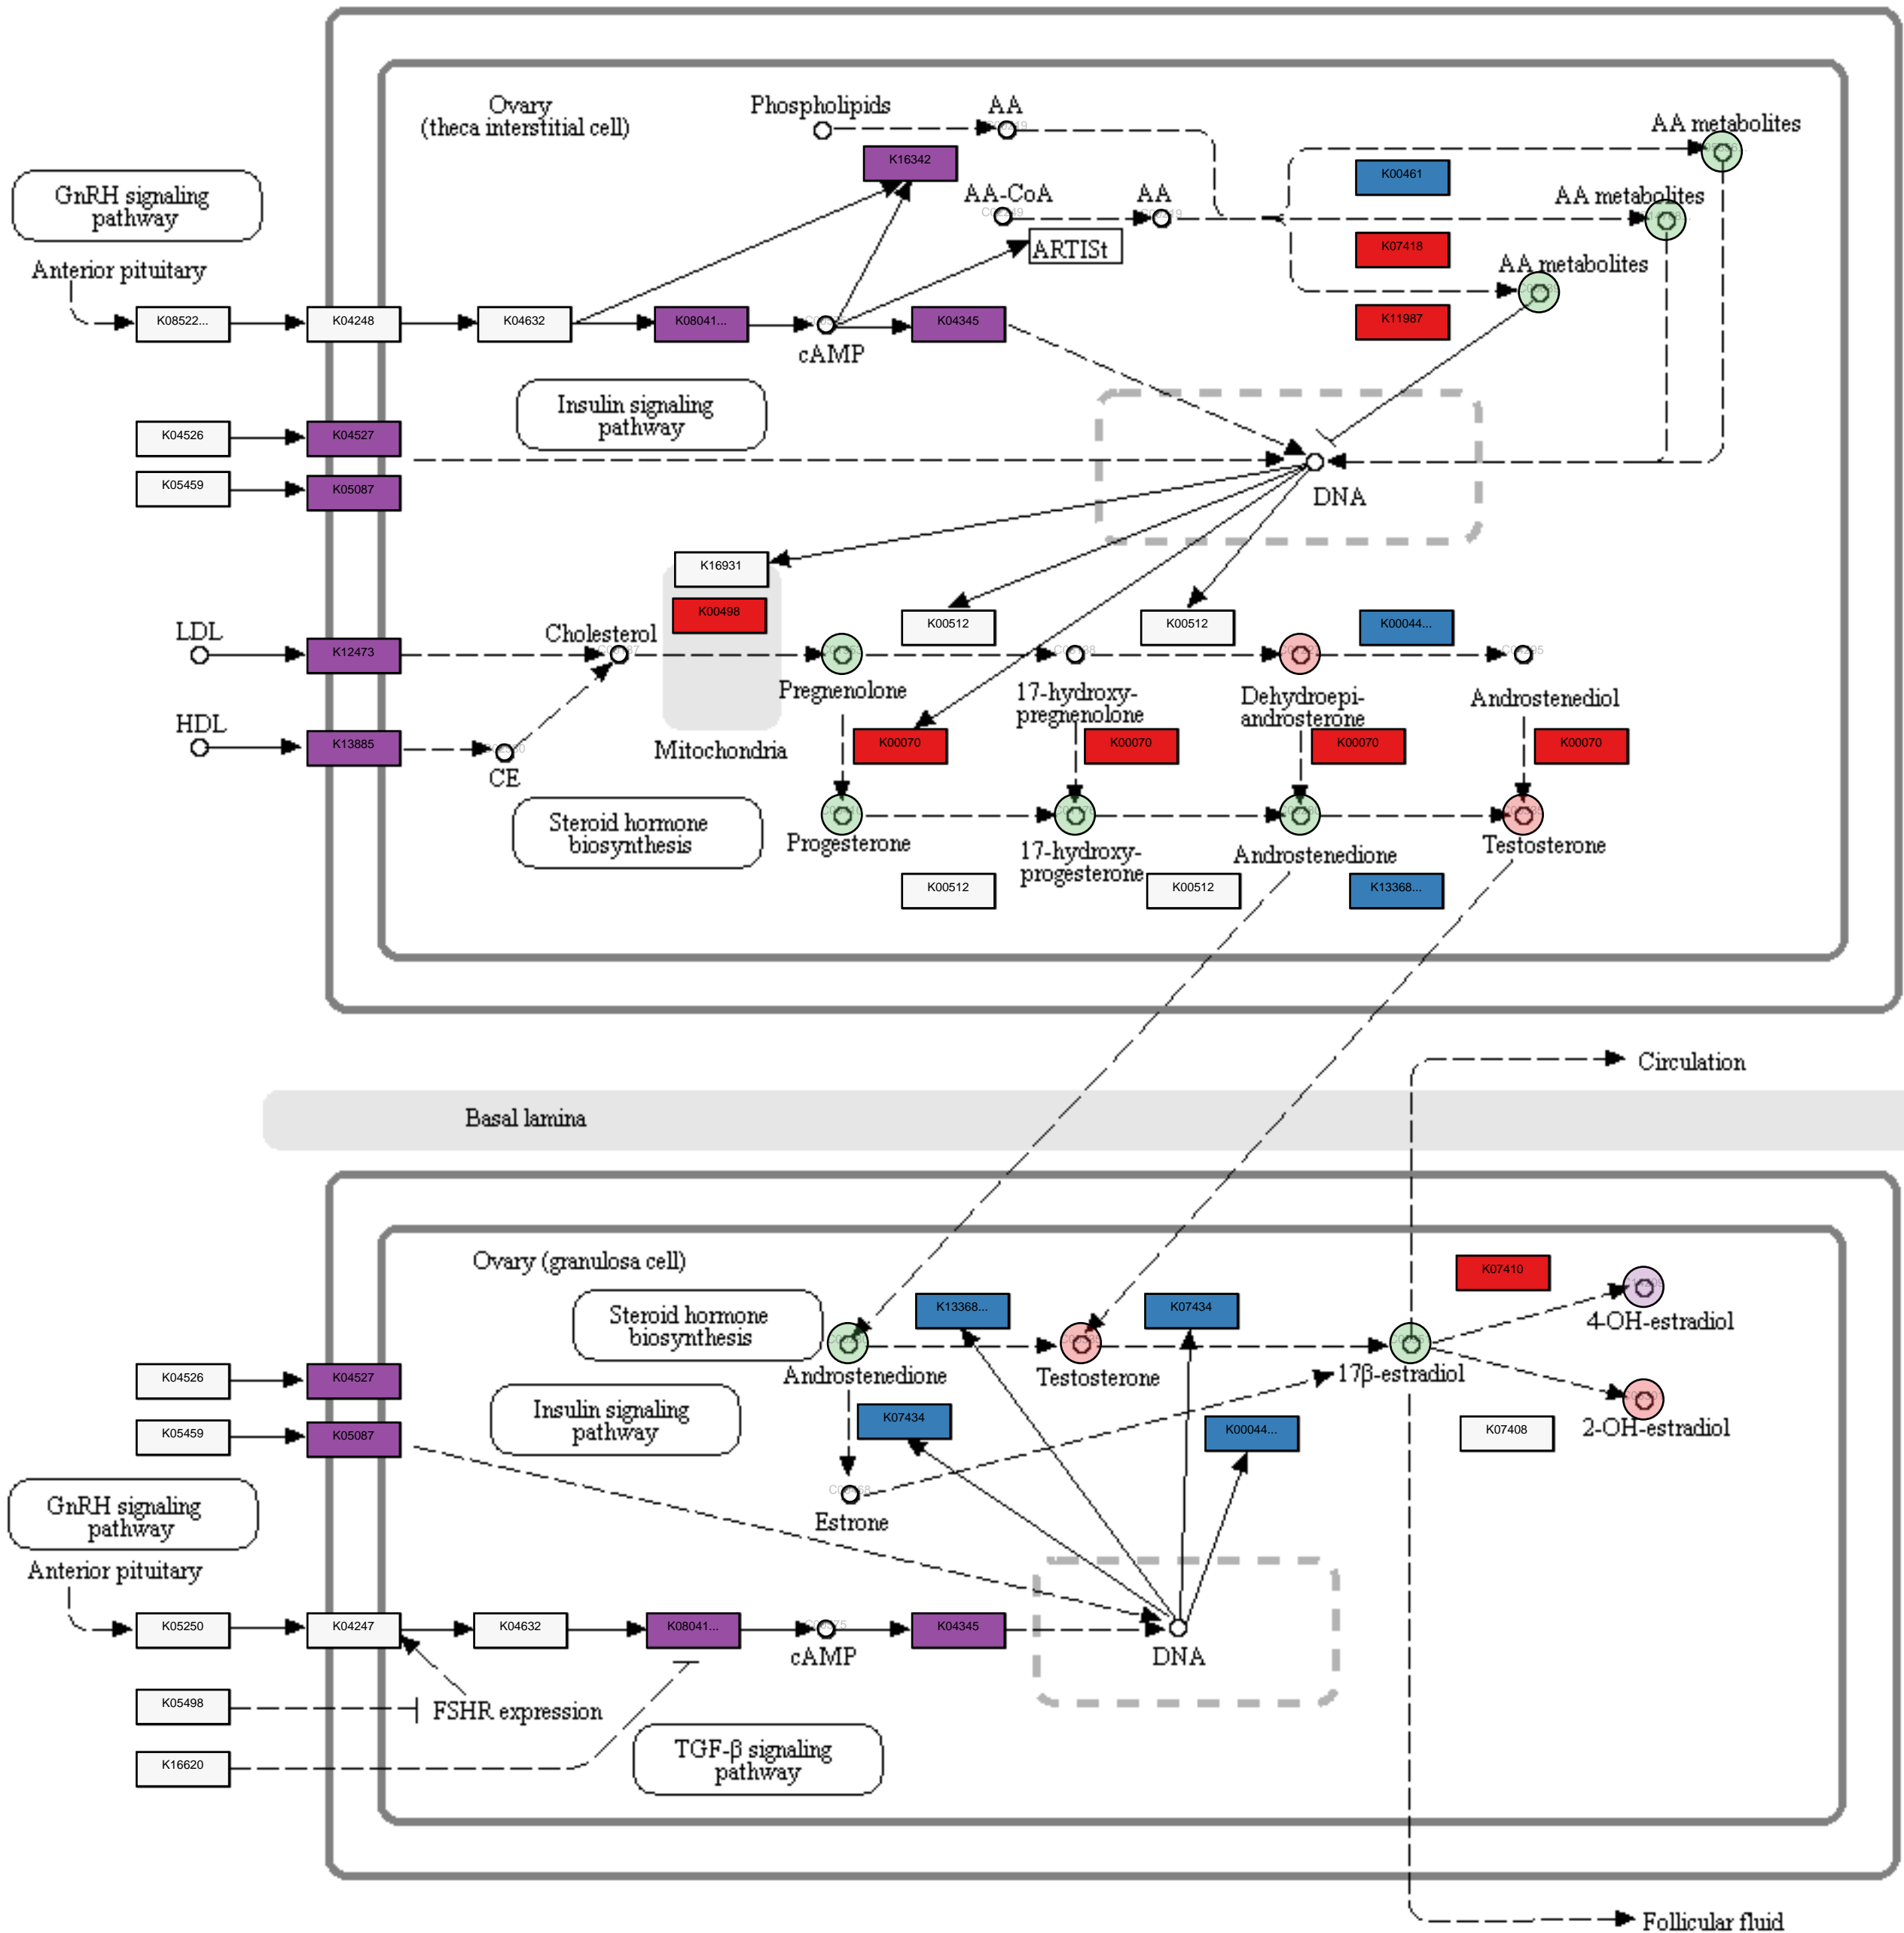 Ovary
(theca interstitial cell)
Phospholipids
AA
AA metabolites
K16342
K00461
GnRH signaling
pathway
AA-CoA
AA
AA metabolites
ARTISt
K07418
Anterior pituitary
AA metabolites
K08522...
K04248
K04632
K08041...
K04345
K11987
cAMP
Insulin signaling
pathway
K04526
K04527
K05459
K05087
DNA
K16931
K00498
K00512
K00512
K00044...
LDL
Cholesterol
K12473
Pregnenolone
17-hydroxy-
pregnenolone
Dehydroepi-
androsterone
Androstenediol
HDL
K13885
Mitochondria
K00070
K00070
K00070
K00070
CE
Steroid hormone
biosynthesis
Progesterone
17-hydroxy-
progesterone
Androstenedione
Testosterone
K00512
K00512
K13368...
Circulation
Basal lamina
Ovary (granulosa cell)
K07410
Steroid hormone
biosynthesis
K13368...
K07434
4-OH-estradiol
Androstenedione
Testosterone
17β-estradiol
K04526
K04527
Insulin signaling
pathway
K07434
K00044...
K07408
2-OH-estradiol
K05459
K05087
GnRH signaling
pathway
Estrone
Anterior pituitary
K05250
K04247
K04632
K08041...
K04345
cAMP
DNA
K05498
FSHR expression
K16620
TGF-β signaling
pathway
Follicular fluid